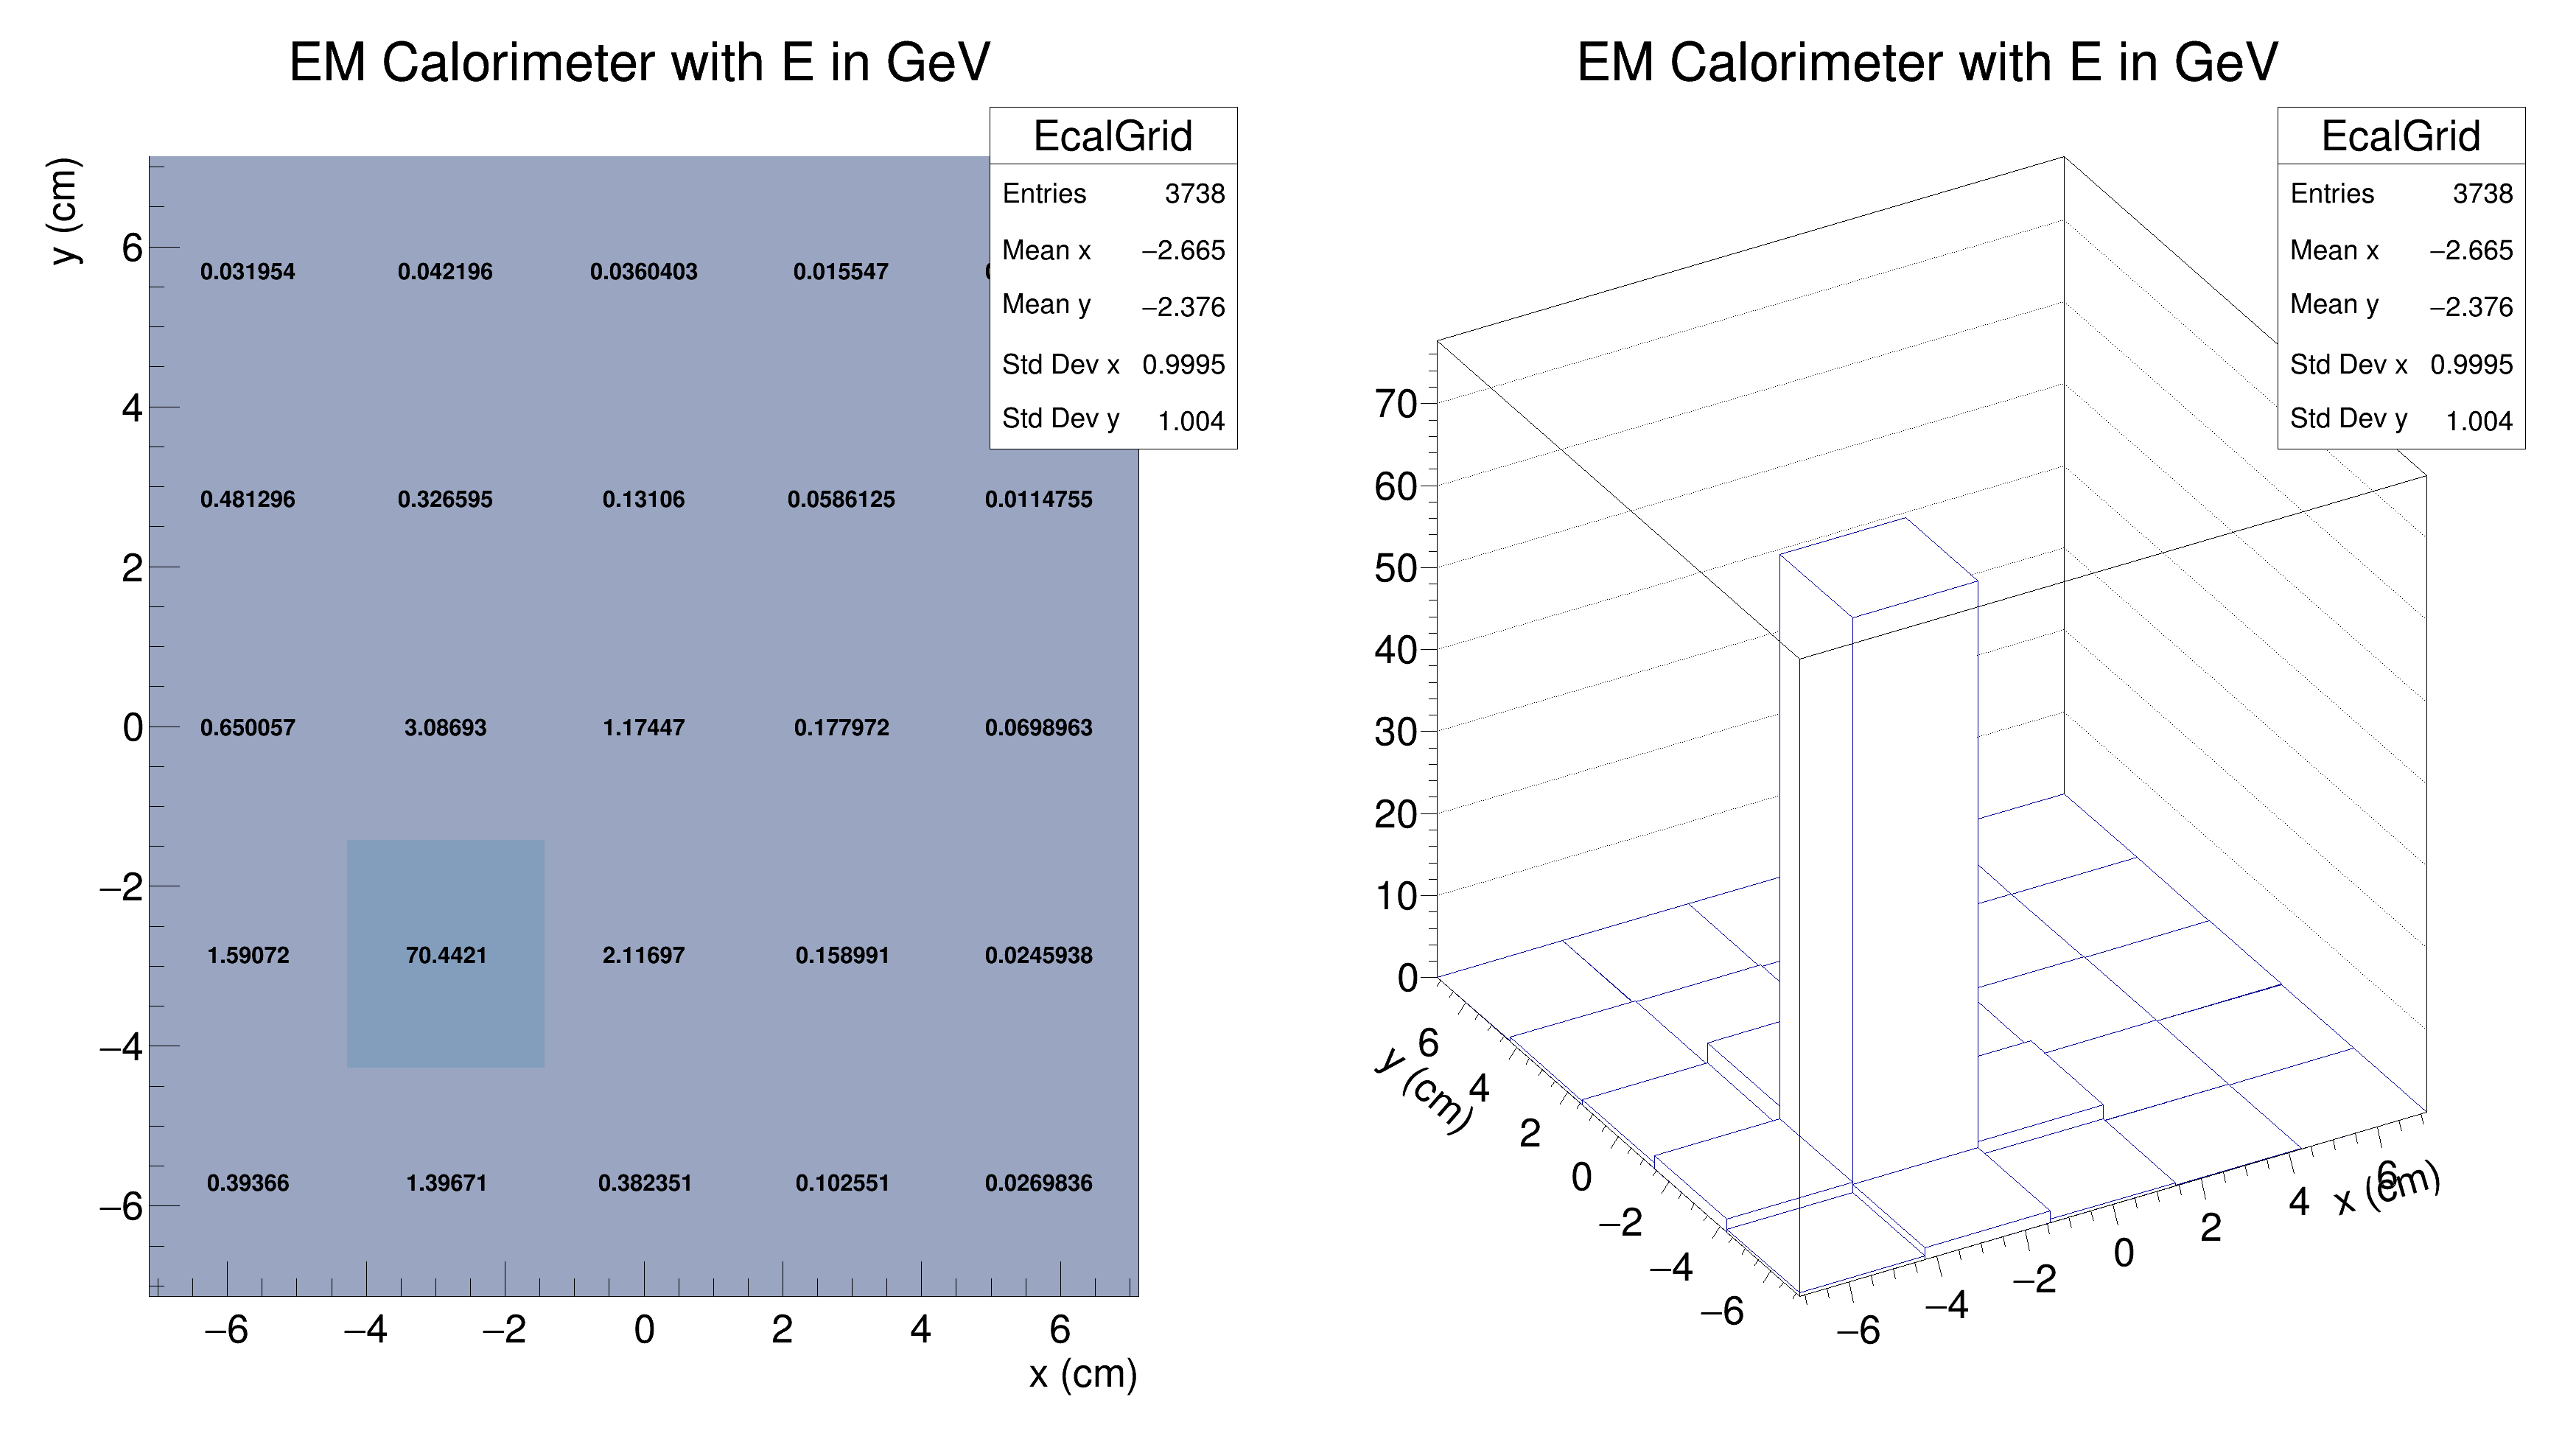 EM Calorimeter with E in GeV
EcalGrid
Entries 3738
Mean x −2.665
Mean y −2.376
Std Dev x 0.9995
Std Dev y 1.004
y (cm)
6
4
2
0
−2
−4
−6
0.031954 0.042196 0.0360403 0.015547
0.481296 0.326595 0.13106 0.0586125 0.0114755
0.650057 3.08693 1.17447 0.177972 0.0698963
1.59072 70.4421 2.11697 0.158991 0.0245938
0.39366 1.39671 0.382351 0.102551 0.0269836
−6 −4 −2 0 2 4 6
x (cm)
EM Calorimeter with E in GeV
EcalGrid
Entries 3738
Mean x −2.665
Mean y −2.376
Std Dev x 0.9995
Std Dev y 1.004
70
60
50
40
30
20
10
0
y (cm)
6
4
2
0
−2
−4
−6
−6
−4
−2
0
2
4
6
x (cm)